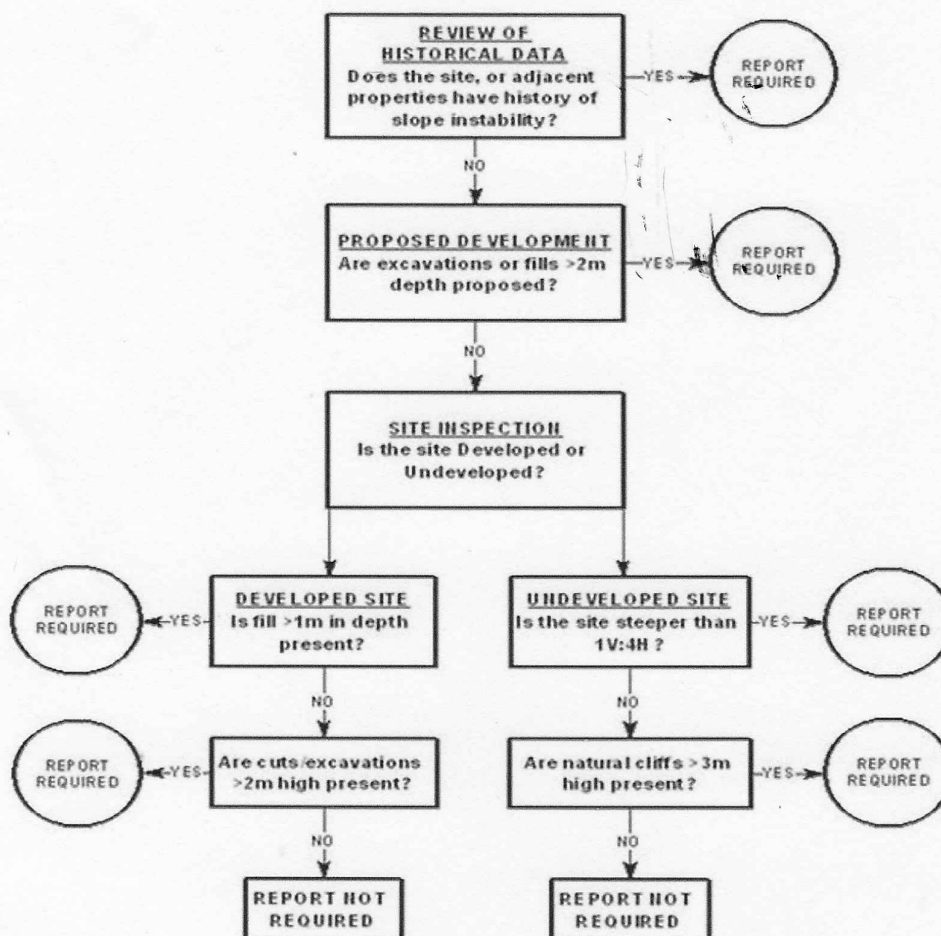 REVIEW OF
HISTORICAL DATA
Does the site, or adjacent
properties have history of
slope instability?
YES
REPORT
REQUIRED
NO
PROPOSED DEVELOPMENT
Are excavations or fills >2m
depth proposed?
YES
REPORT
REQUIRED
NO
SITE INSPECTION
Is the site Developed or
Undeveloped?
DEVELOPED SITE
Is fill >1m in depth
present?
YES
REPORT
REQUIRED
NO
Are cuts/excavations
>2m high present?
YES
REPORT
REQUIRED
NO
REPORT NOT
REQUIRED
UNDEVELOPED SITE
Is the site steeper than
1V:4H ?
YES
REPORT
REQUIRED
NO
Are natural cliffs >3m
high present?
YES
REPORT
REQUIRED
NO
REPORT NOT
REQUIRED